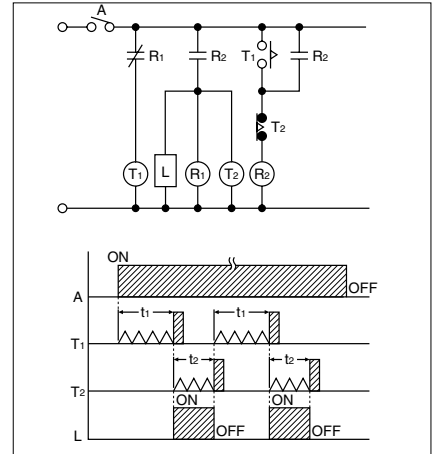 A
R1 R2 T1 R2
T2
T1 L R1 T2 R2
ON
OFF
A
t1 t1
T1
t2 t2
T2
ON ON
OFF OFF
L